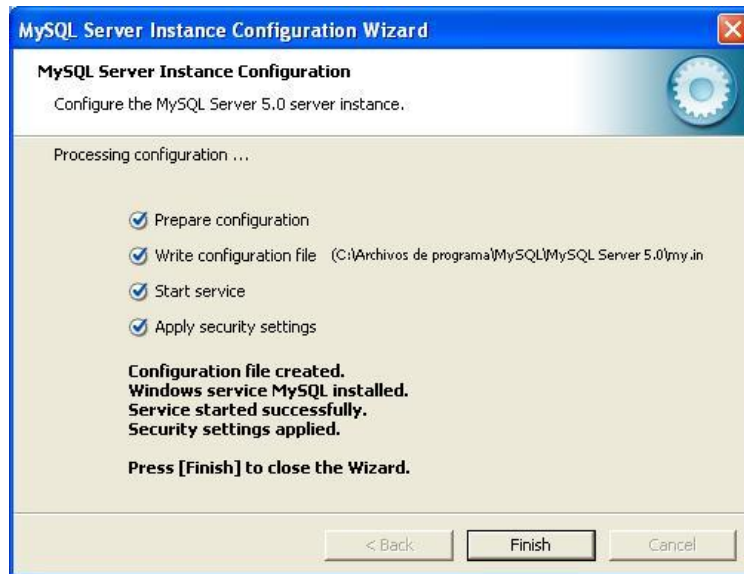 MySQL Server Instance Configuration Wizard
MySQL Server Instance Configuration
Configure the MySQL Server 5.0 server instance.
Processing configuration ...
Prepare configuration
Write configuration file (C:\Archivos de programa\MySQL\MySQL Server 5.0\my.in
Start service
Apply security settings
Configuration file created.
Windows service MySQL installed.
Service started successfully.
Security settings applied.
Press [Finish] to close the Wizard.
< Back Finish Cancel